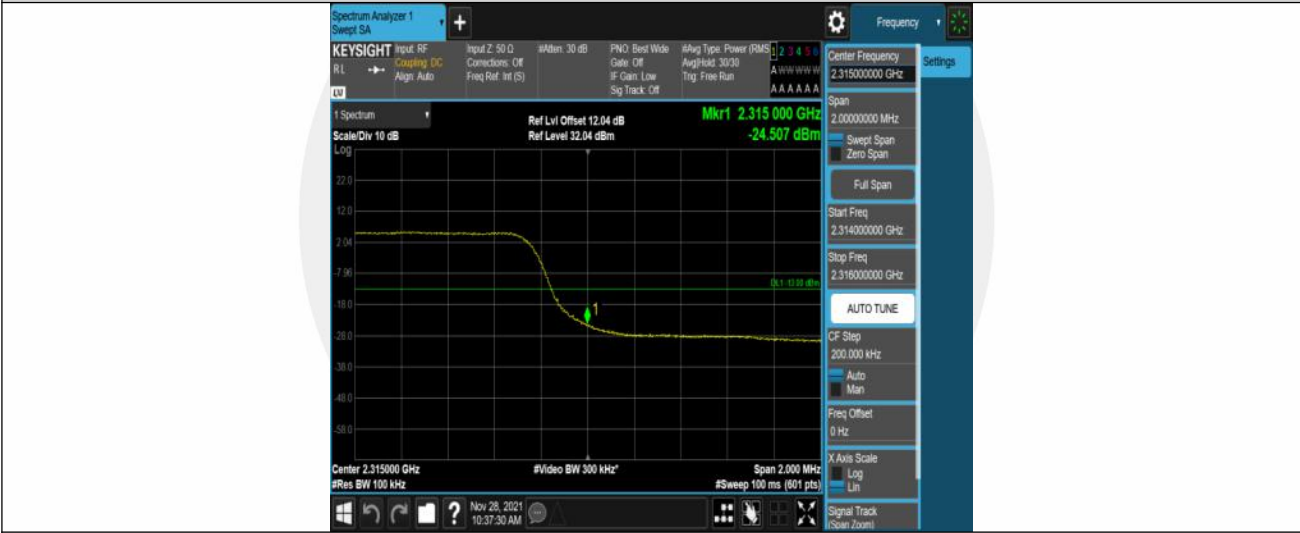 Spectrum Analyzer 1
Swept SA
Frequency
KEYSIGHT
RL
Input: RF
Coupling: DC
Align: Auto
Input Z: 50 Ω
Corrections: Off
Freq Ref: Int (S)
#Atten: 30 dB
PNO: Best Wide
Gate: Off
IF Gain: Low
Sig Track: Off
#Avg Type: Power (RMS
Avg|Hold: 30/30
Trig: Free Run
1 2 3 4 5 6
A W W W W W
A A A A A A
Center Frequency
2.315000000 GHz
Settings
1 Spectrum
Scale/Div 10 dB
Log
Ref Lvl Offset 12.04 dB
Ref Level 32.04 dBm
Mkr1 2.315 000 GHz
-24.507 dBm
Span
2.00000000 MHz
Swept Span
Zero Span
Full Span
Start Freq
2.314000000 GHz
Stop Freq
2.316000000 GHz
AUTO TUNE
CF Step
200.000 kHz
Auto
Man
Freq Offset
0 Hz
X Axis Scale
Log
Lin
Signal Track
(Span Zoom)
22.0
12.0
2.04
-7.96
DL1 -13.00 dBm
-18.0
1
-28.0
-38.0
-48.0
-58.0
Center 2.315000 GHz
#Res BW 100 kHz
#Video BW 300 kHz*
Span 2.000 MHz
#Sweep 100 ms (601 pts)
?
Nov 28, 2021
10:37:30 AM